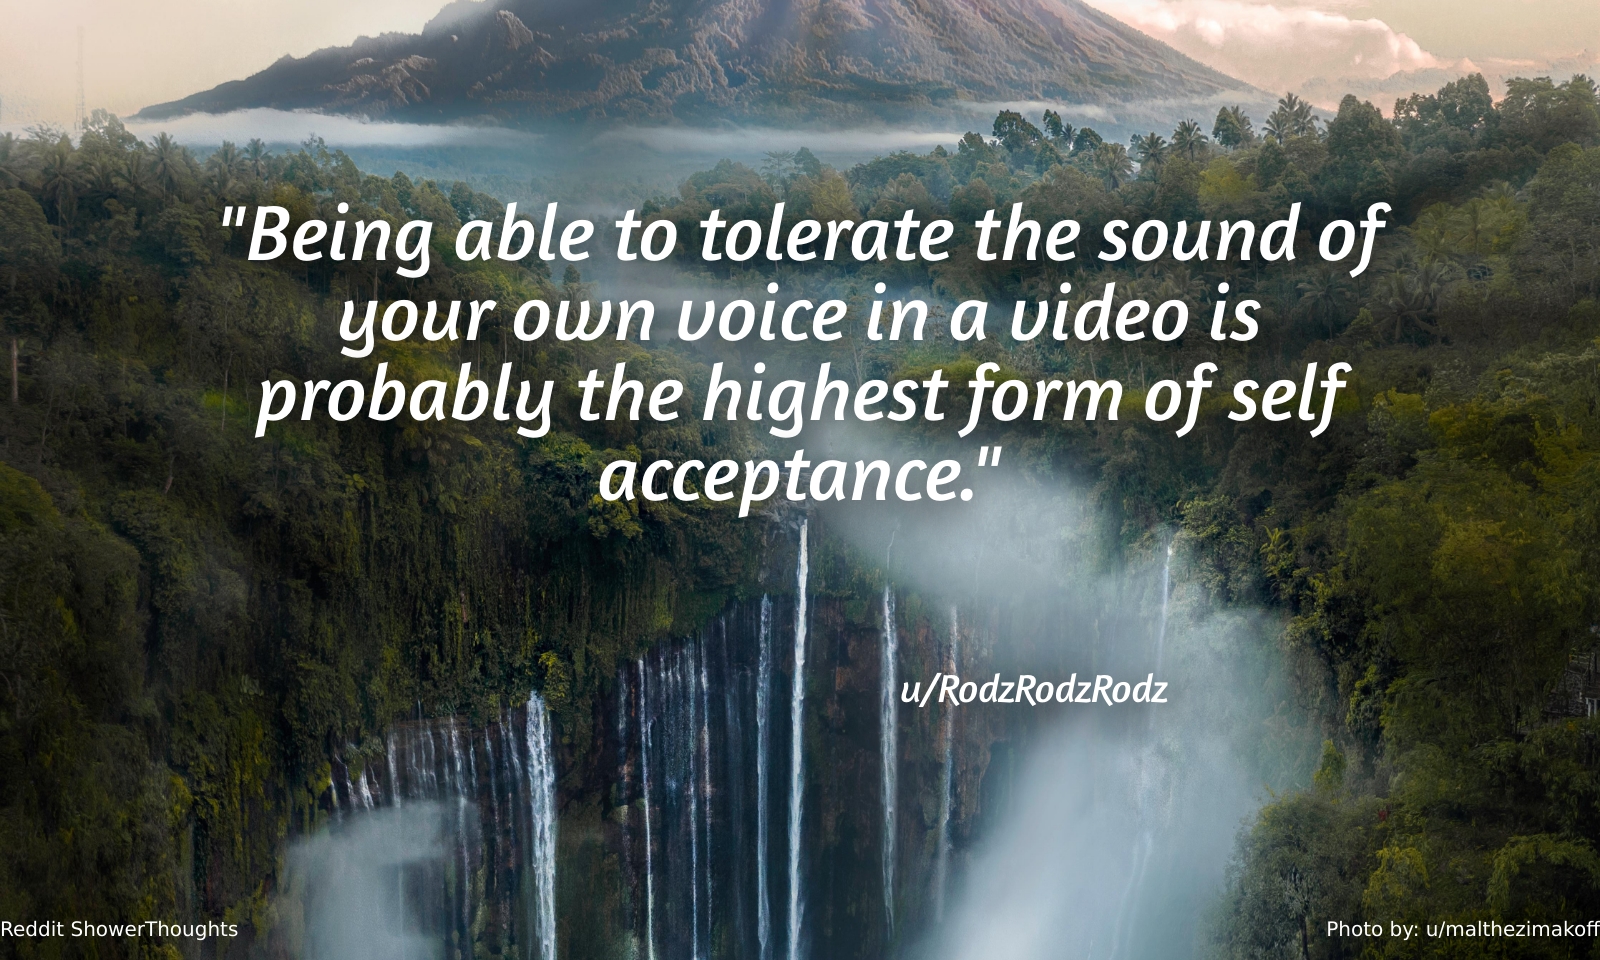 "Being able to tolerate the sound of
your own voice in a video is
probably the highest form of self
acceptance."
u/RodzRodzRodz
Reddit ShowerThoughts
Photo by: u/malthezimakoff